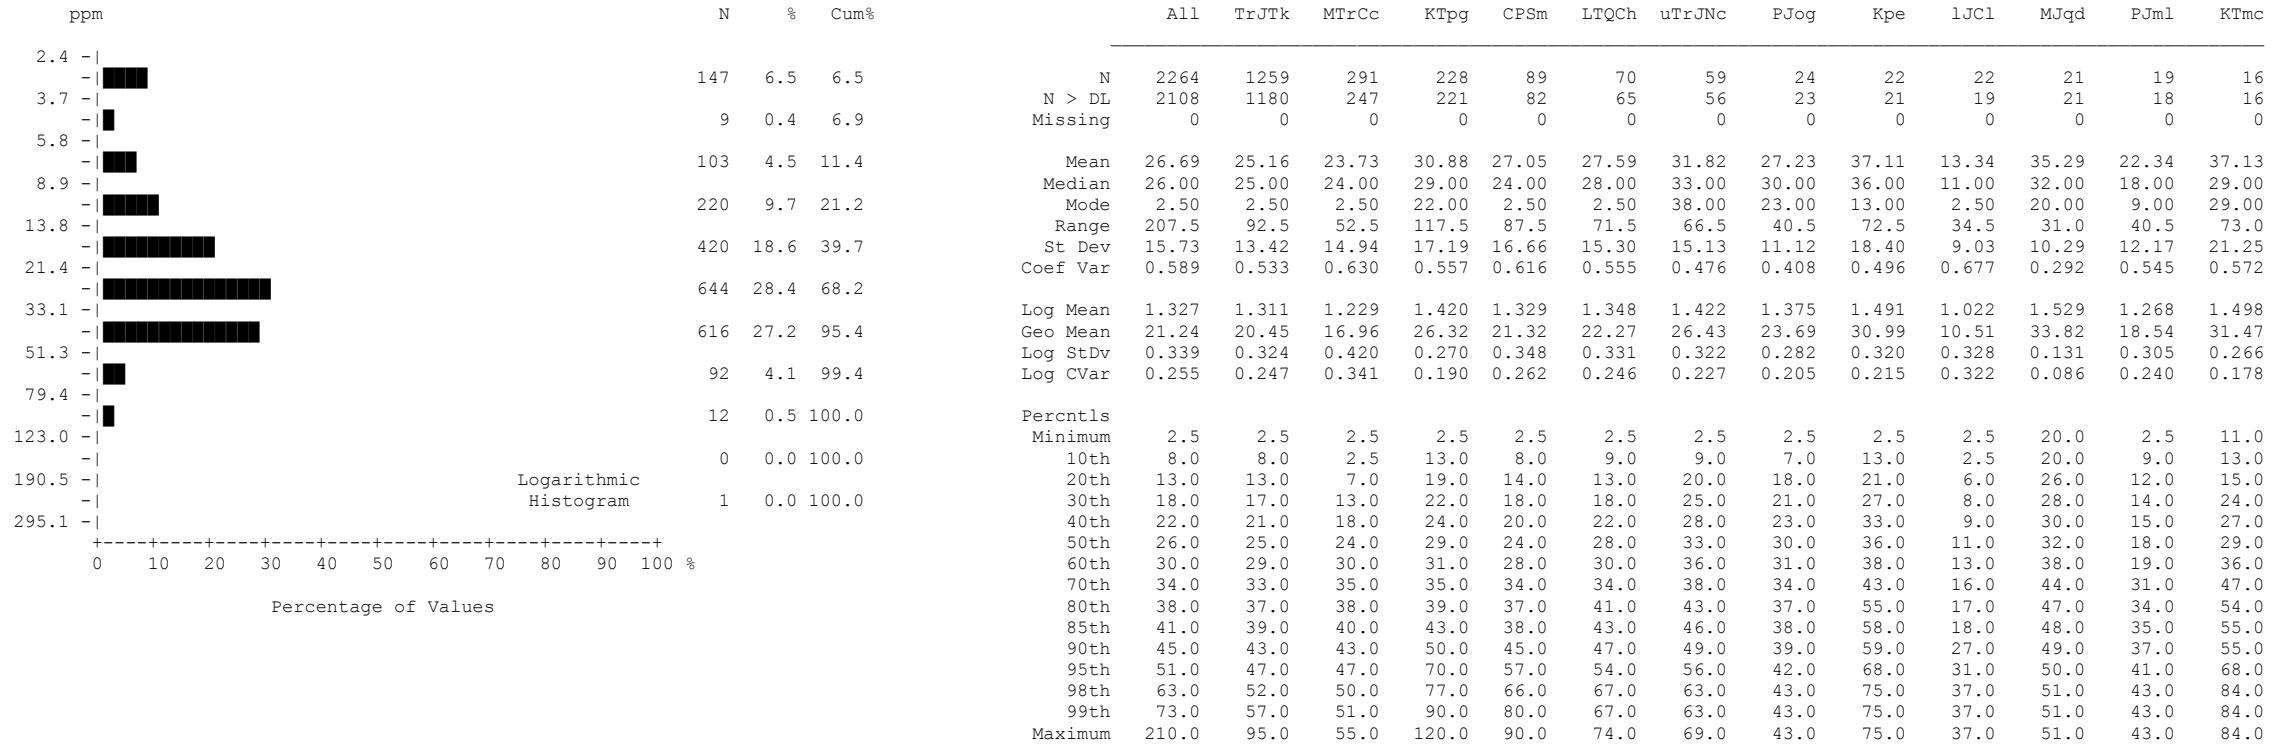 ppm N % Cum% All TrJTk MTrCc KTpg CPSm LTQCh uTrJNc PJog Kpe lJCl MJqd PJml KTmc
2.4 -|
-| 147 6.5 6.5 N 2264 1259 291 228 89 70 59 24 22 22 21 19 16
3.7 -| N > DL 2108 1180 247 221 82 65 56 23 21 19 21 18 16
-| 9 0.4 6.9 Missing 0 0 0 0 0 0 0 0 0 0 0 0 0
5.8 -|
-| 103 4.5 11.4 Mean 26.69 25.16 23.73 30.88 27.05 27.59 31.82 27.23 37.11 13.34 35.29 22.34 37.13
8.9 -| Median 26.00 25.00 24.00 29.00 24.00 28.00 33.00 30.00 36.00 11.00 32.00 18.00 29.00
-| 220 9.7 21.2 Mode 2.50 2.50 2.50 22.00 2.50 2.50 38.00 23.00 13.00 2.50 20.00 9.00 29.00
13.8 -| Range 207.5 92.5 52.5 117.5 87.5 71.5 66.5 40.5 72.5 34.5 31.0 40.5 73.0
-| 420 18.6 39.7 St Dev 15.73 13.42 14.94 17.19 16.66 15.30 15.13 11.12 18.40 9.03 10.29 12.17 21.25
21.4 -| Coef Var 0.589 0.533 0.630 0.557 0.616 0.555 0.476 0.408 0.496 0.677 0.292 0.545 0.572
-| 644 28.4 68.2
33.1 -| Log Mean 1.327 1.311 1.229 1.420 1.329 1.348 1.422 1.375 1.491 1.022 1.529 1.268 1.498
-| 616 27.2 95.4 Geo Mean 21.24 20.45 16.96 26.32 21.32 22.27 26.43 23.69 30.99 10.51 33.82 18.54 31.47
51.3 -| Log StDv 0.339 0.324 0.420 0.270 0.348 0.331 0.322 0.282 0.320 0.328 0.131 0.305 0.266
-| 92 4.1 99.4 Log CVar 0.255 0.247 0.341 0.190 0.262 0.246 0.227 0.205 0.215 0.322 0.086 0.240 0.178
79.4 -|
-| 12 0.5 100.0 Percntls
123.0 -| Minimum 2.5 2.5 2.5 2.5 2.5 2.5 2.5 2.5 2.5 2.5 20.0 2.5 11.0
-| 0 0.0 100.0 10th 8.0 8.0 2.5 13.0 8.0 9.0 9.0 7.0 13.0 2.5 20.0 9.0 13.0
190.5 -| Logarithmic 20th 13.0 13.0 7.0 19.0 14.0 13.0 20.0 18.0 21.0 6.0 26.0 12.0 15.0
-| Histogram 1 0.0 100.0 30th 18.0 17.0 13.0 22.0 18.0 18.0 25.0 21.0 27.0 8.0 28.0 14.0 24.0
295.1 -| 40th 22.0 21.0 18.0 24.0 20.0 22.0 28.0 23.0 33.0 9.0 30.0 15.0 27.0
+----+----+----+----+----+----+----+----+----+----+ 50th 26.0 25.0 24.0 29.0 24.0 28.0 33.0 30.0 36.0 11.0 32.0 18.0 29.0
0 10 20 30 40 50 60 70 80 90 100 % 60th 30.0 29.0 30.0 31.0 28.0 30.0 36.0 31.0 38.0 13.0 38.0 19.0 36.0
70th 34.0 33.0 35.0 35.0 34.0 34.0 38.0 34.0 43.0 16.0 44.0 31.0 47.0
Percentage of Values 80th 38.0 37.0 38.0 39.0 37.0 41.0 43.0 37.0 55.0 17.0 47.0 34.0 54.0
85th 41.0 39.0 40.0 43.0 38.0 43.0 46.0 38.0 58.0 18.0 48.0 35.0 55.0
90th 45.0 43.0 43.0 50.0 45.0 47.0 49.0 39.0 59.0 27.0 49.0 37.0 55.0
95th 51.0 47.0 47.0 70.0 57.0 54.0 56.0 42.0 68.0 31.0 50.0 41.0 68.0
98th 63.0 52.0 50.0 77.0 66.0 67.0 63.0 43.0 75.0 37.0 51.0 43.0 84.0
99th 73.0 57.0 51.0 90.0 80.0 67.0 63.0 43.0 75.0 37.0 51.0 43.0 84.0
Maximum 210.0 95.0 55.0 120.0 90.0 74.0 69.0 43.0 75.0 37.0 51.0 43.0 84.0